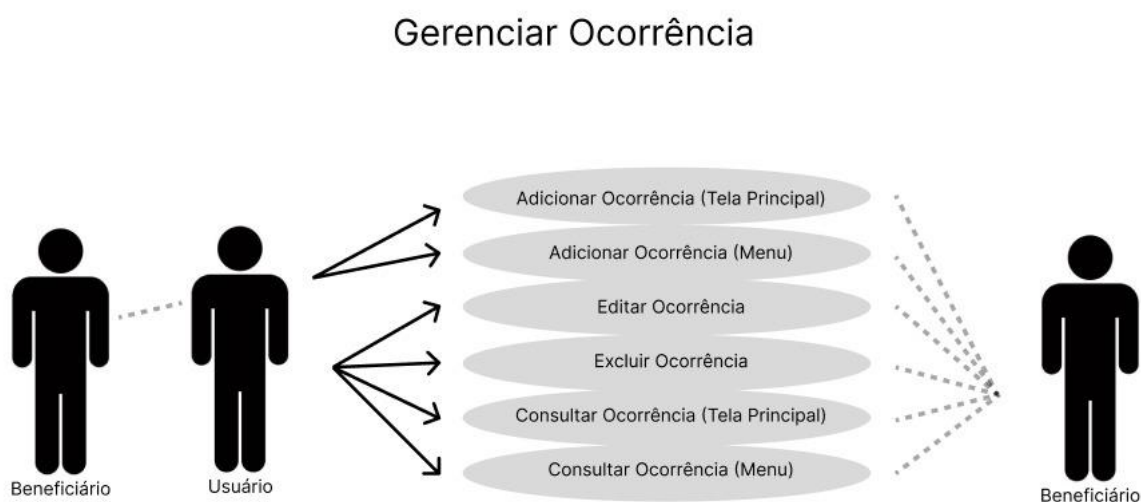 Gerenciar Ocorrência
Adicionar Ocorrência (Tela Principal)
Adicionar Ocorrência (Menu)
Editar Ocorrência
Excluir Ocorrência
Consultar Ocorrência (Tela Principal)
Consultar Ocorrência (Menu)
Beneficiário
Usuário
Beneficiário